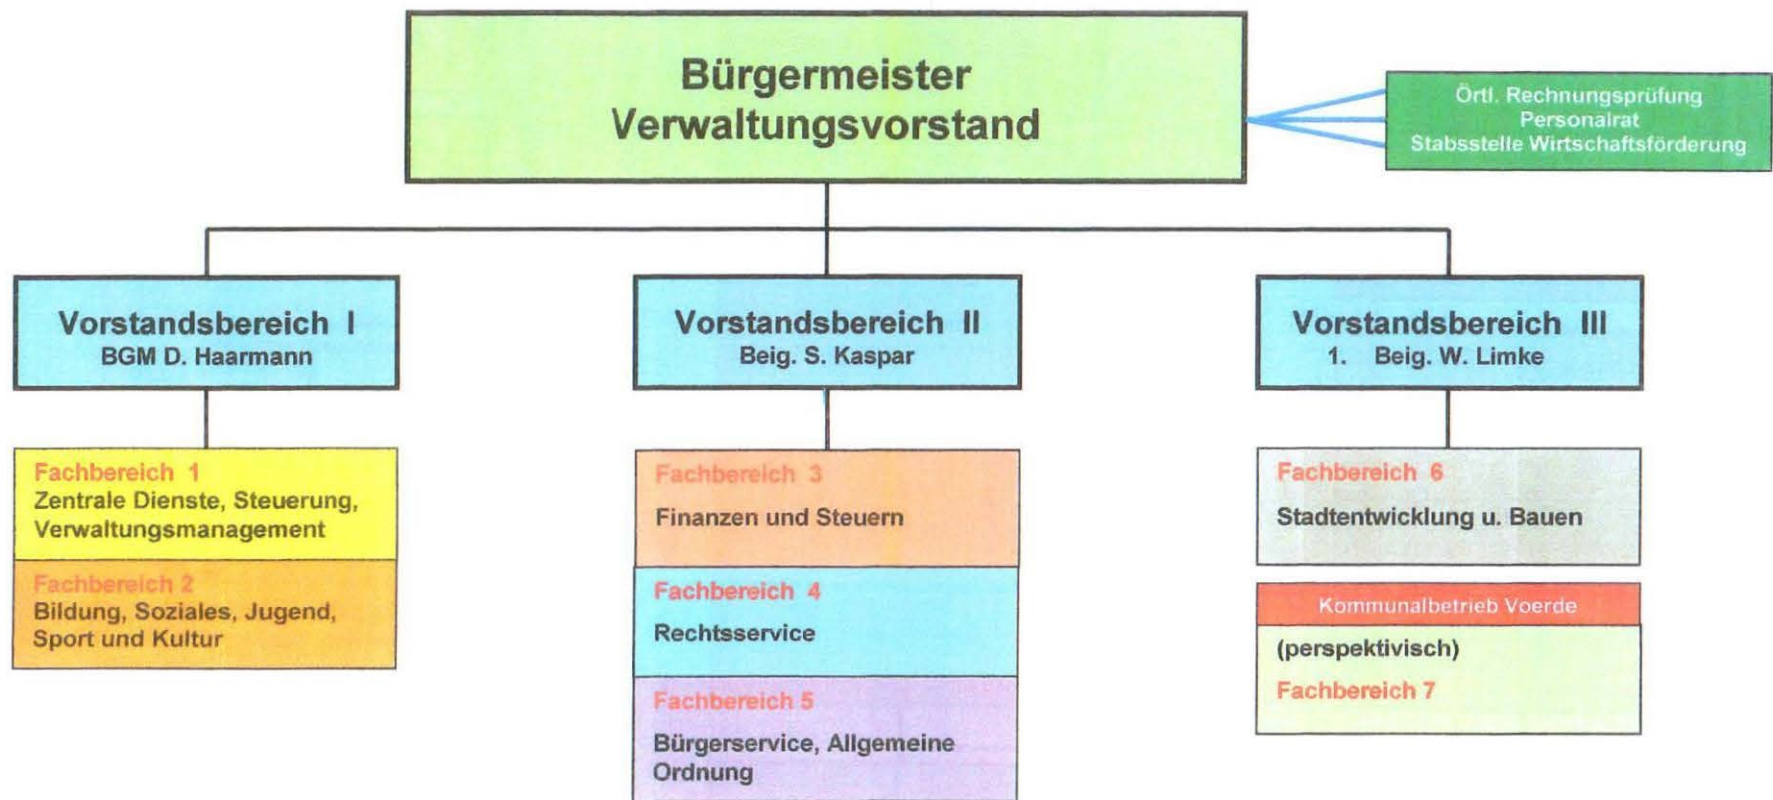 Bürgermeister
Verwaltungsvorstand
Örtl. Rechnungsprüfung
Personalrat
Stabsstelle Wirtschaftsförderung
Vorstandsbereich I
BGM D. Haarmann
Vorstandsbereich II
Beig. S. Kaspar
Vorstandsbereich III
1. Beig. W. Limke
Fachbereich 1
Zentrale Dienste, Steuerung,
Verwaltungsmanagement
Fachbereich 2
Bildung, Soziales, Jugend,
Sport und Kultur
Fachbereich 3
Finanzen und Steuern
Fachbereich 4
Rechtsservice
Fachbereich 5
Bürgerservice, Allgemeine
Ordnung
Fachbereich 6
Stadtentwicklung u. Bauen
Kommunalbetrieb Voerde
(perspektivisch)
Fachbereich 7